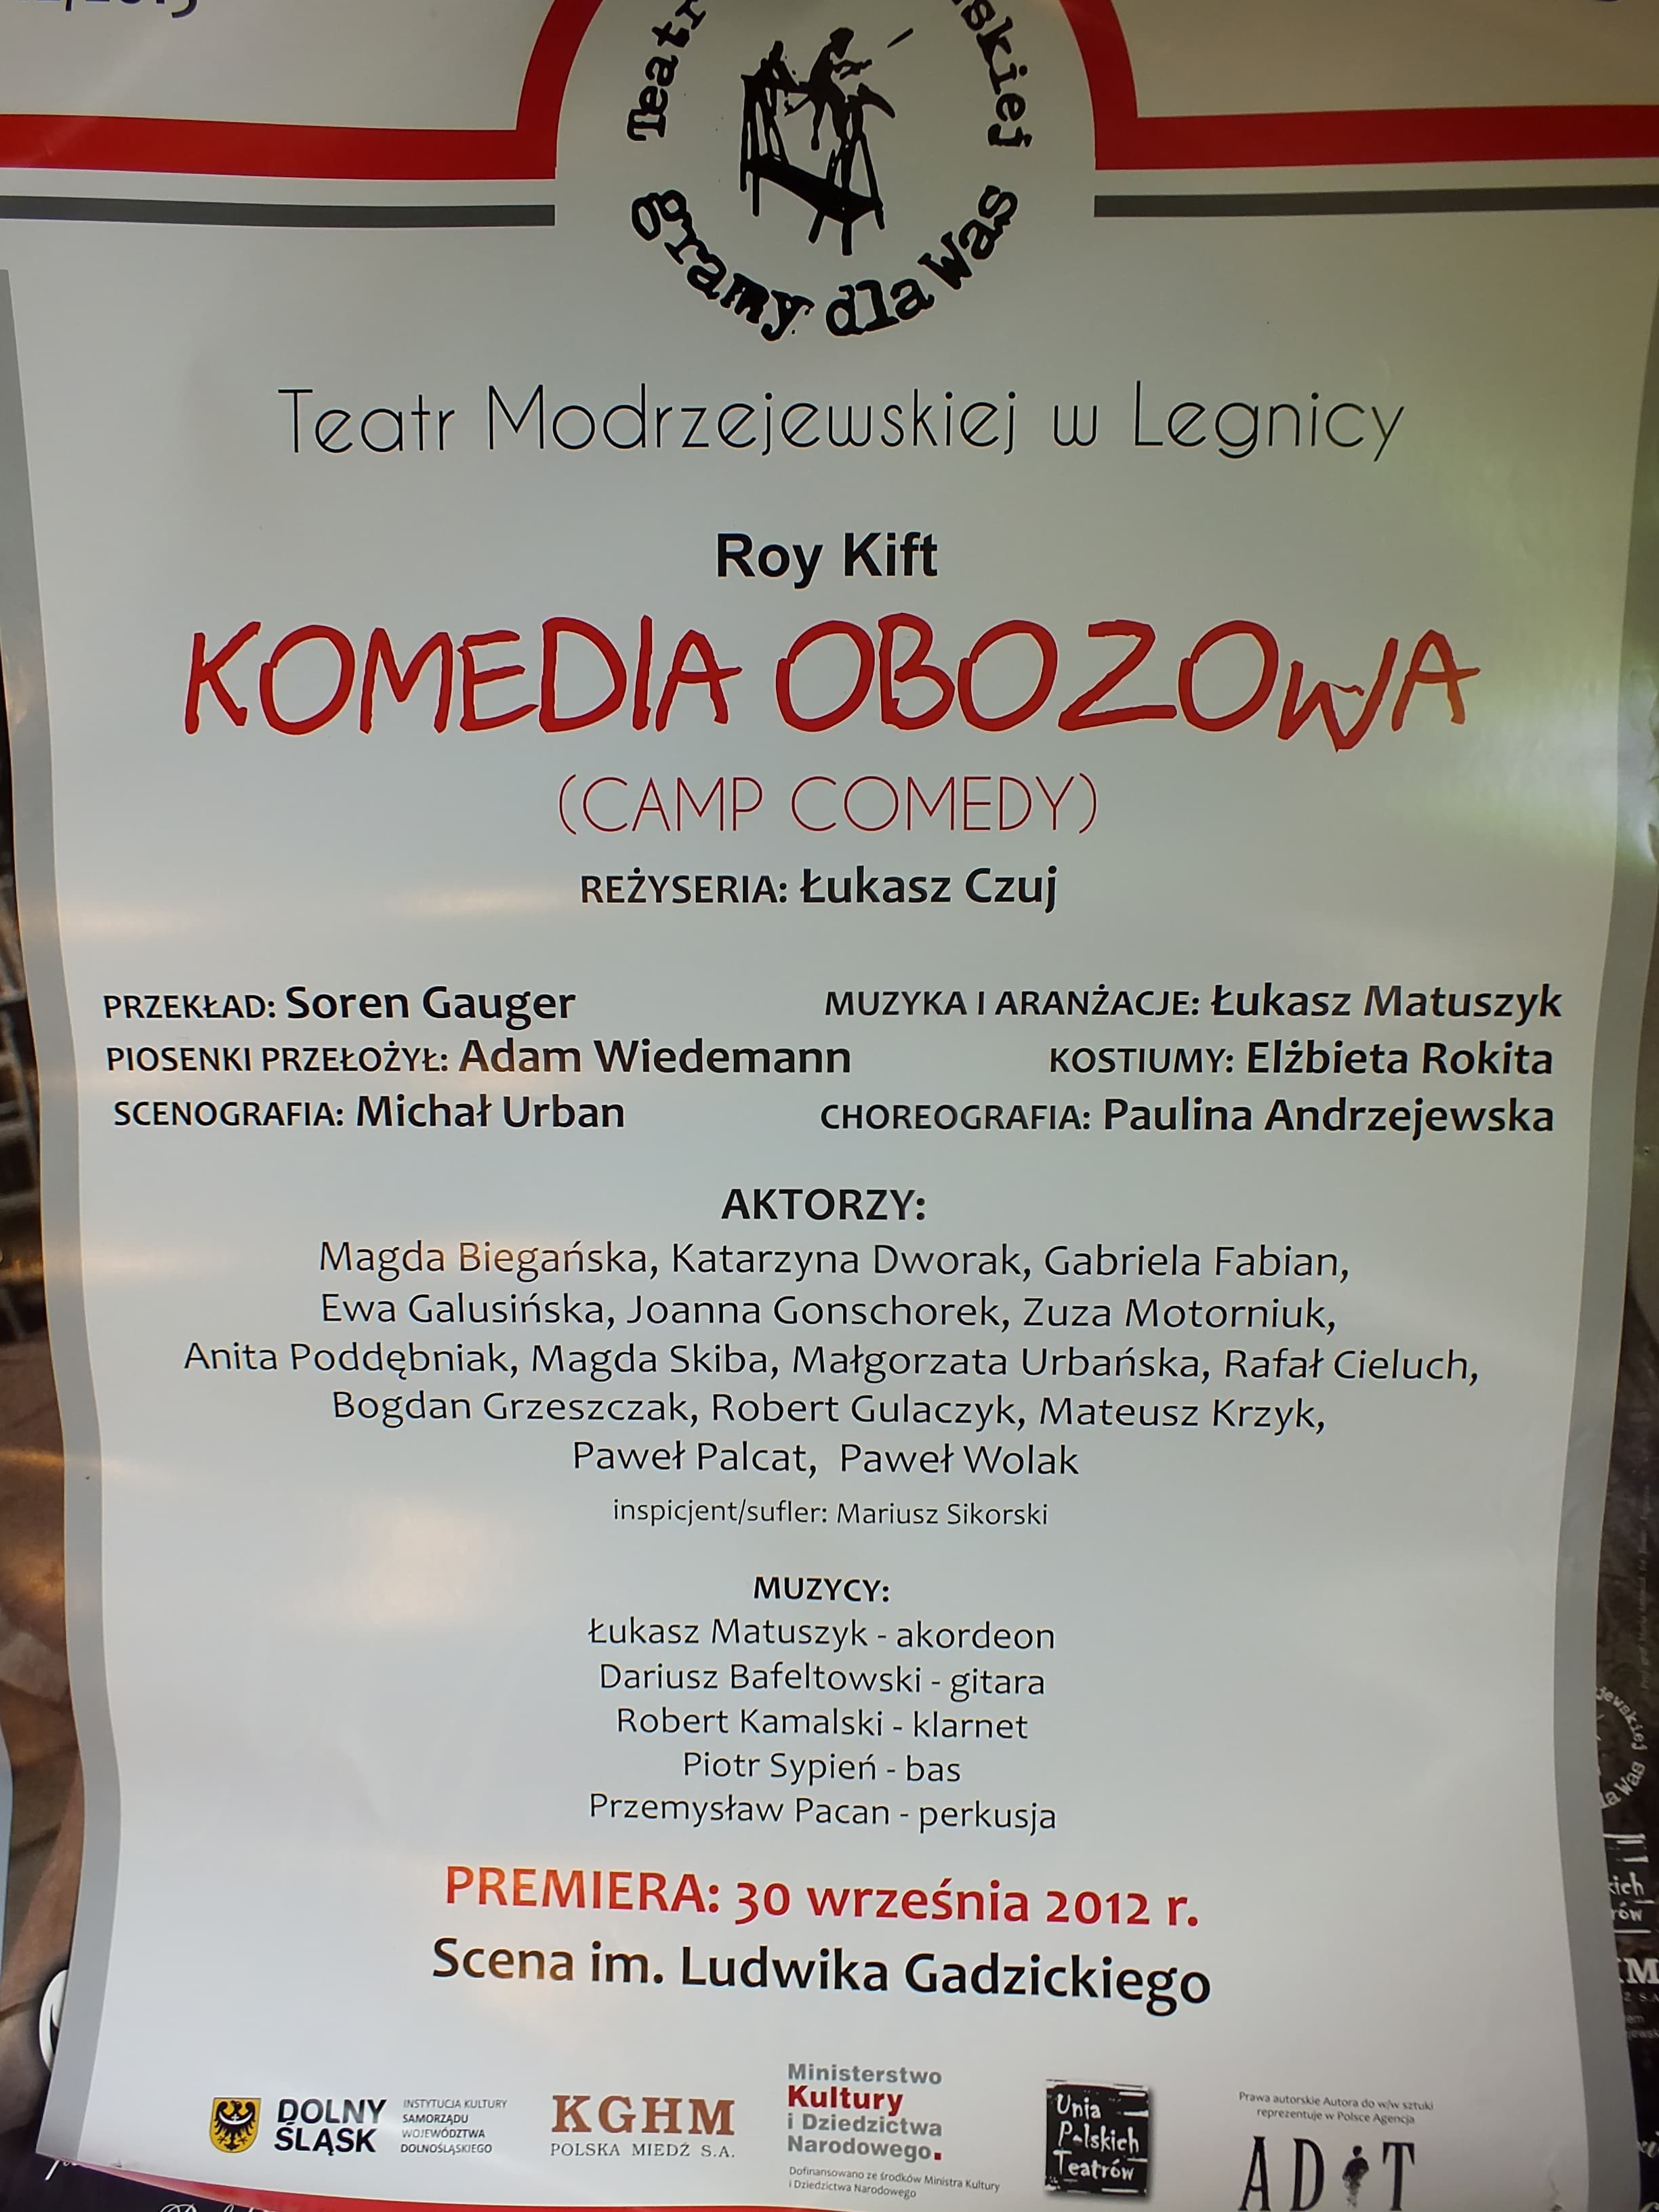 Teatr
skiej
gramy dla Was
Teatr Modrzejewskiej w Legnicy
Roy Kift
KOMEDIA OBOZOWA
(CAMP COMEDY)
REŻYSERIA: Łukasz Czuj
PRZEKŁAD: Soren Gauger
PIOSENKI PRZEŁOŻYŁ: Adam Wiedemann
SCENOGRAFIA: Michał Urban
MUZYKA I ARANŻACJE: Łukasz Matuszyk
KOSTIUMY: Elżbieta Rokita
CHOREOGRAFIA: Paulina Andrzejewska
AKTORZY:
Magda Biegańska, Katarzyna Dworak, Gabriela Fabian,
Ewa Galusińska, Joanna Gonschorek, Zuza Motorniuk,
Anita Poddębniak, Magda Skiba, Małgorzata Urbańska, Rafał Cieluch,
Bogdan Grzeszczak, Robert Gulaczyk, Mateusz Krzyk,
Paweł Palcat, Paweł Wolak
inspicjent/sufler: Mariusz Sikorski
MUZYCY:
Łukasz Matuszyk - akordeon
Dariusz Bafeltowski - gitara
Robert Kamalski - klarnet
Piotr Sypień - bas
Przemysław Pacan - perkusja
PREMIERA: 30 września 2012 r.
Scena im. Ludwika Gadzickiego
DOLNY
ŚLĄSK
INSTYTUCJA KULTURY
SAMORZĄDU
WOJEWÓDZTWA
DOLNOŚLĄSKIEGO
KGHM
POLSKA MIEDŹ S.A.
Ministerstwo
Kultury
i Dziedzictwa
Narodowego.
Dofinansowano ze środków Ministra Kultury
i Dziedzictwa Narodowego
Unia
Polskich
Teatrów
Prawa autorskie Autora do w/w sztuki
reprezentuje w Polsce Agencja
ADiT